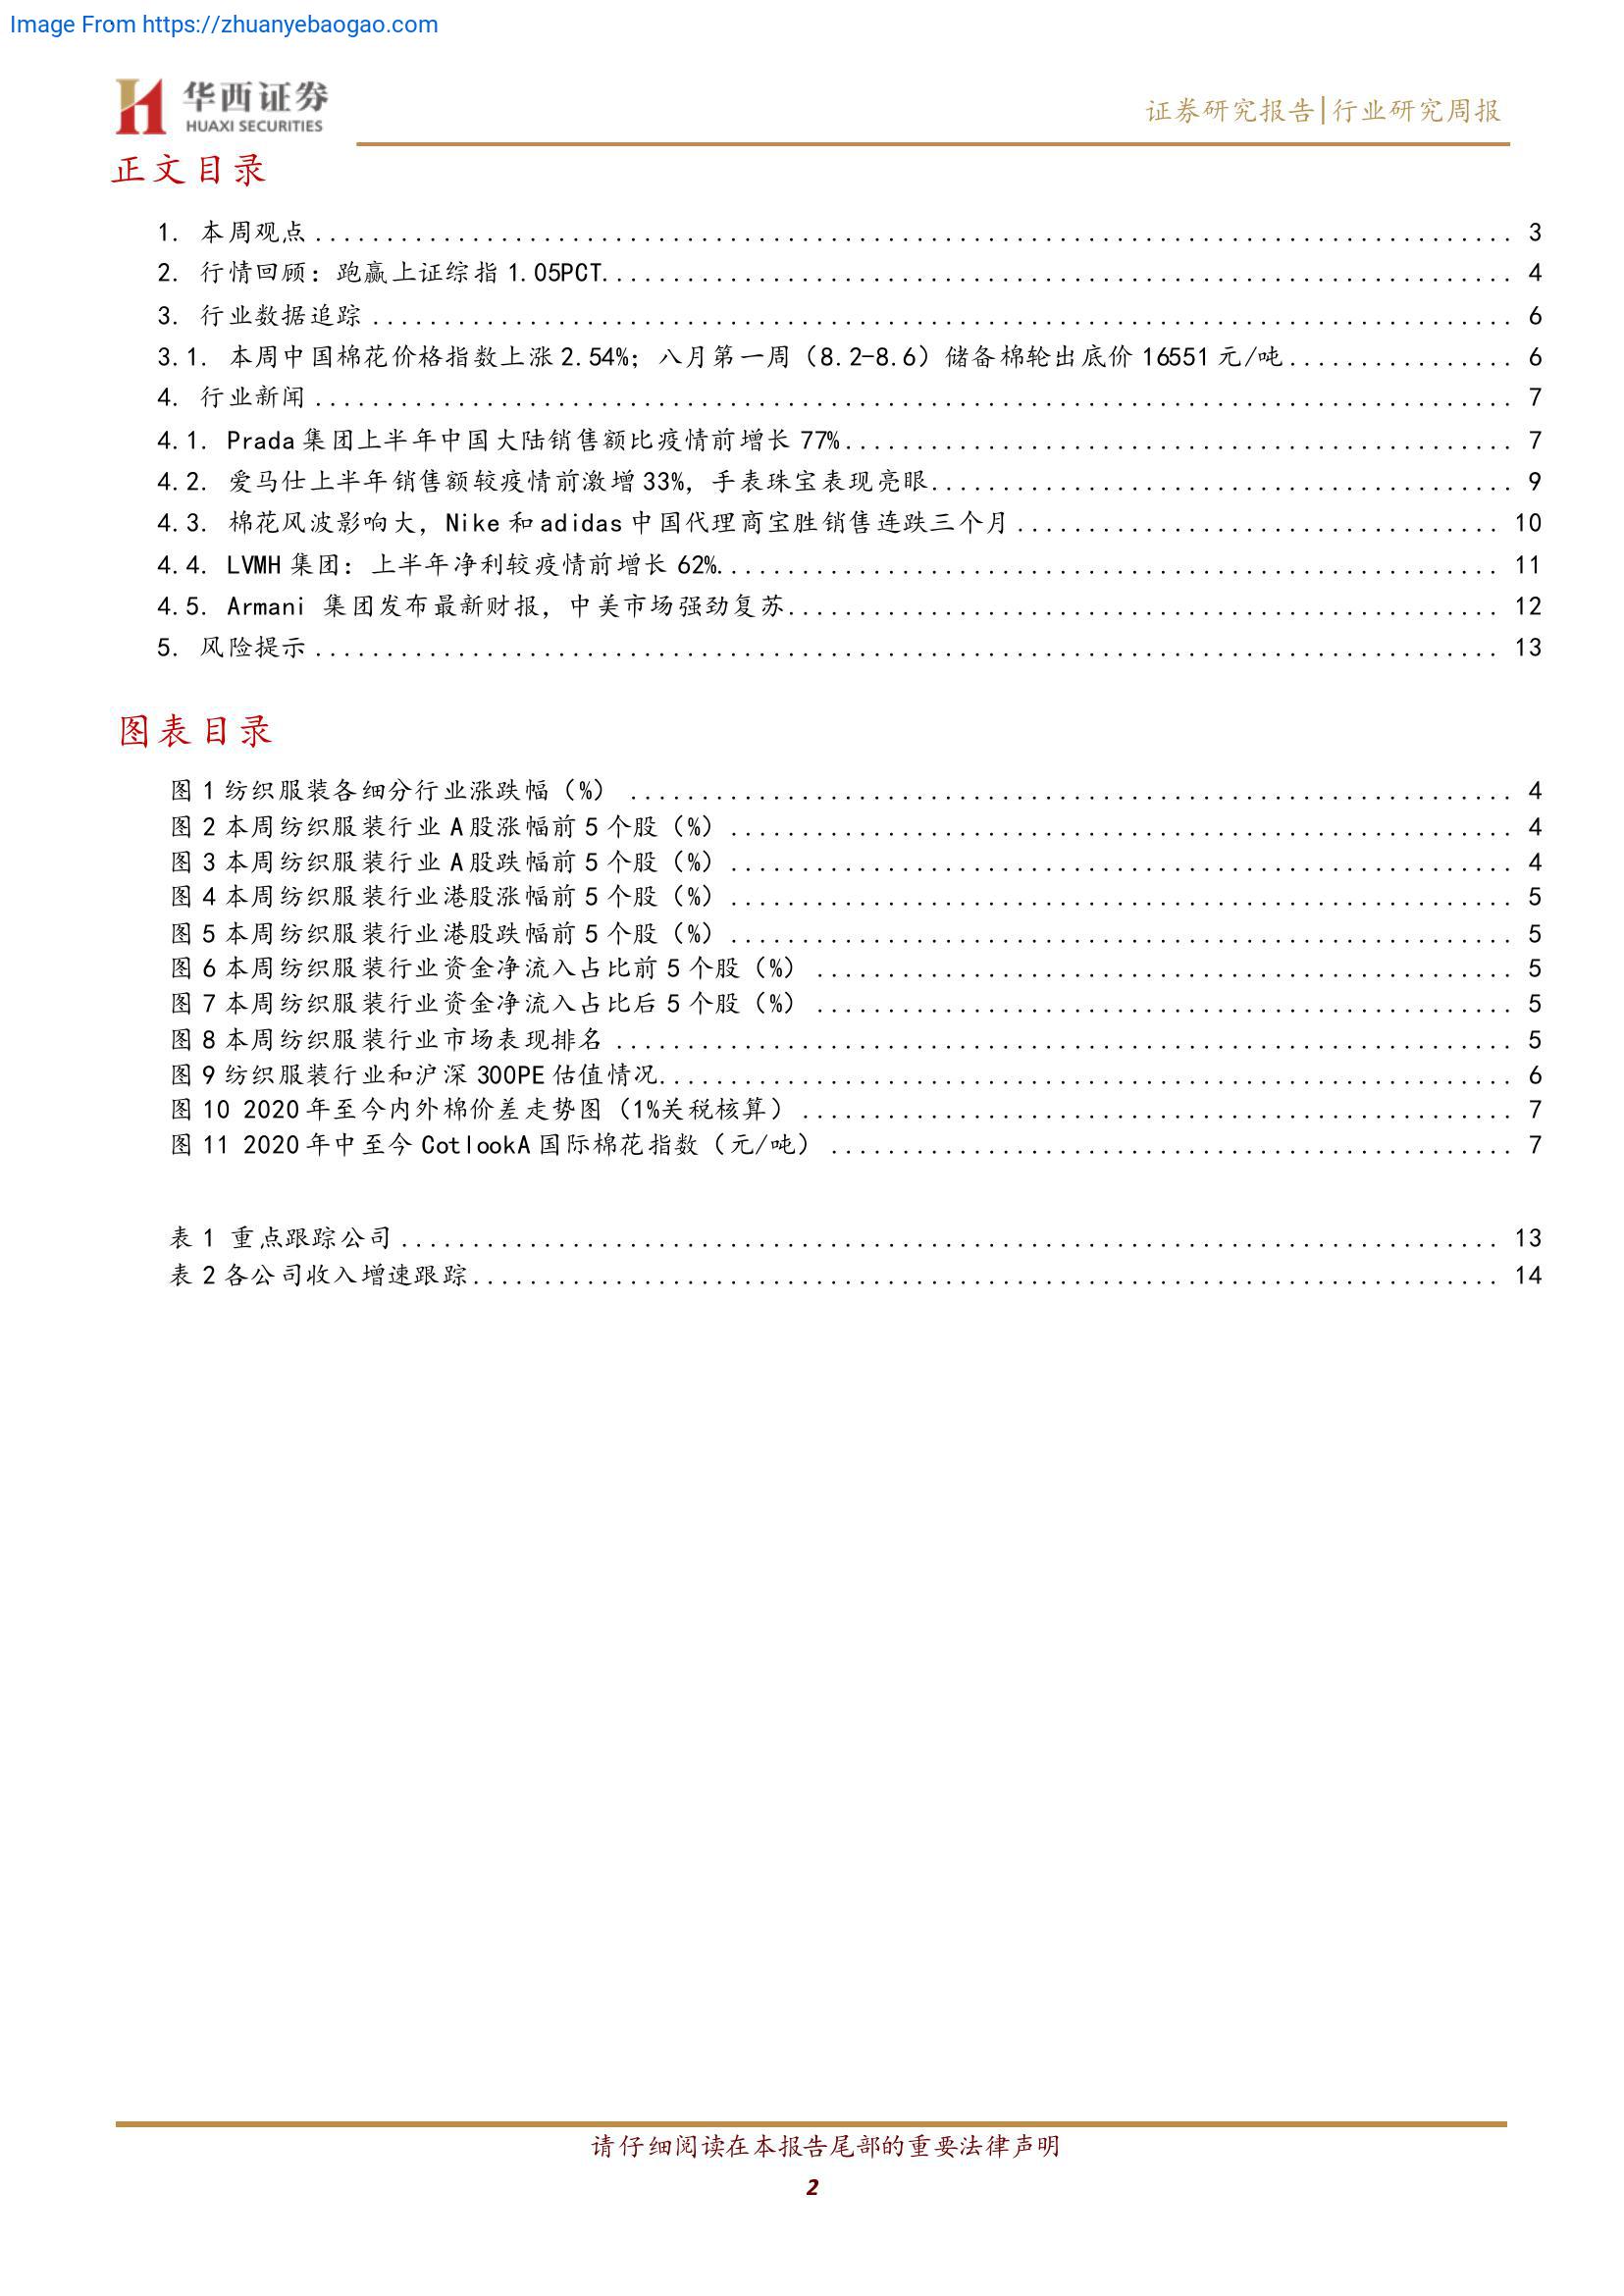 Image From https://zhuanyebaogao.com
华西证券
HUAXI SECURITIES
证券研究报告|行业研究周报
正文目录
1. 本周观点 ........................................ 3
2. 行情回顾：跑赢上证综指 1.05PCT........................................ 4
3. 行业数据追踪 ........................................ 6
3.1. 本周中国棉花价格指数上涨 2.54%；八月第一周（8.2-8.6）储备棉轮出底价 16551 元/吨................ 6
4. 行业新闻 ........................................ 7
4.1. Prada 集团上半年中国大陆销售额比疫情前增长 77%........................................ 7
4.2. 爱马仕上半年销售额较疫情前激增 33%，手表珠宝表现亮眼........................................ 9
4.3. 棉花风波影响大，Nike 和 adidas 中国代理商宝胜销售连跌三个月 .................................. 10
4.4. LVMH 集团：上半年净利较疫情前增长 62%........................................ 11
4.5. Armani 集团发布最新财报，中美市场强劲复苏........................................ 12
5. 风险提示 ........................................ 13
图表目录
图 1 纺织服装各细分行业涨跌幅（%） ........................................ 4
图 2 本周纺织服装行业 A 股涨幅前 5 个股（%） ........................................ 4
图 3 本周纺织服装行业 A 股跌幅前 5 个股（%） ........................................ 4
图 4 本周纺织服装行业港股涨幅前 5 个股（%） ........................................ 5
图 5 本周纺织服装行业港股跌幅前 5 个股（%） ........................................ 5
图 6 本周纺织服装行业资金净流入占比前 5 个股（%） ........................................ 5
图 7 本周纺织服装行业资金净流入占比后 5 个股（%） ........................................ 5
图 8 本周纺织服装行业市场表现排名 ........................................ 5
图 9 纺织服装行业和沪深 300PE 估值情况........................................ 6
图 10 2020 年至今内外棉价差走势图（1%关税核算） ........................................ 7
图 11 2020 年中至今 CotlookA 国际棉花指数（元/吨） ........................................ 7
表 1 重点跟踪公司 ........................................ 13
表 2 各公司收入增速跟踪........................................ 14
请仔细阅读在本报告尾部的重要法律声明
2